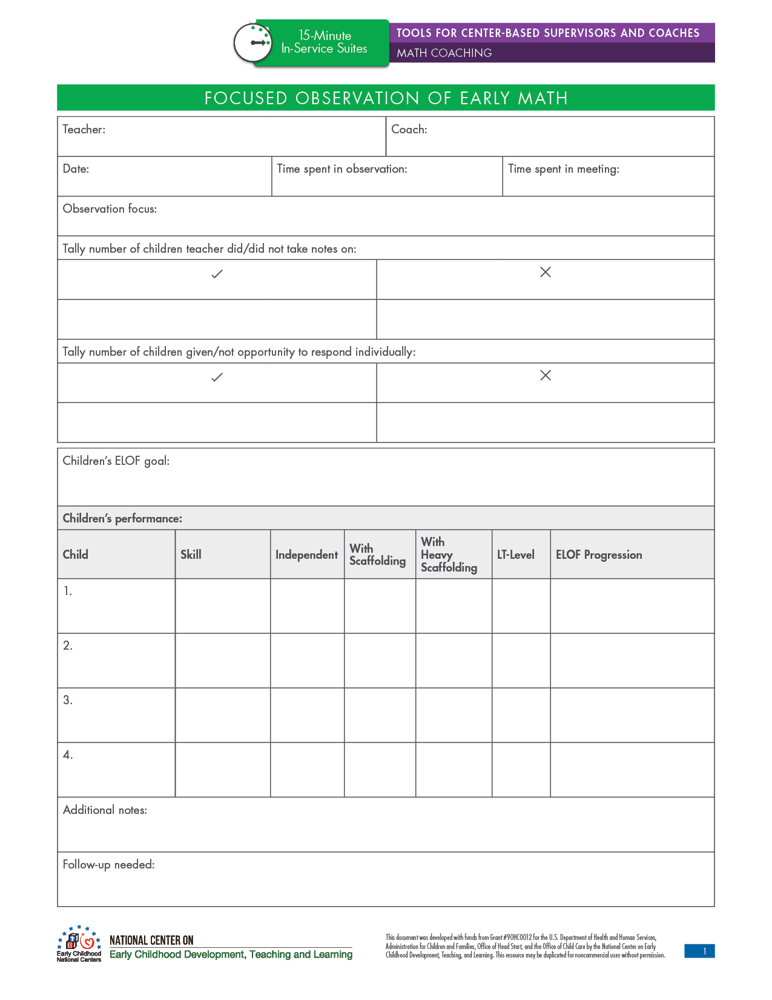 15-Minute
In-Service Suites
TOOLS FOR CENTER-BASED SUPERVISORS AND COACHES
MATH COACHING
FOCUSED OBSERVATION OF EARLY MATH
Teacher:
Coach:
Date:
Time spent in observation:
Time spent in meeting:
Observation focus:
Tally number of children teacher did/did not take notes on:
✓
✕
Tally number of children given/not opportunity to respond individually:
✓
✕
Children’s ELOF goal:
Children’s performance:
Child
Skill
Independent
With
Scaffolding
With
Heavy
Scaffolding
LT-Level
ELOF Progression
1.
2.
3.
4.
Additional notes:
Follow-up needed:
Early Childhood
National Centers
NATIONAL CENTER ON
Early Childhood Development, Teaching and Learning
This document was developed with funds from Grant #90HC0012 for the U.S. Department of Health and Human Services,
Administration for Children and Families, Office of Head Start, and the Office of Child Care by the National Center on Early
Childhood Development, Teaching, and Learning. This resource may be duplicated for noncommercial uses without permission.
1